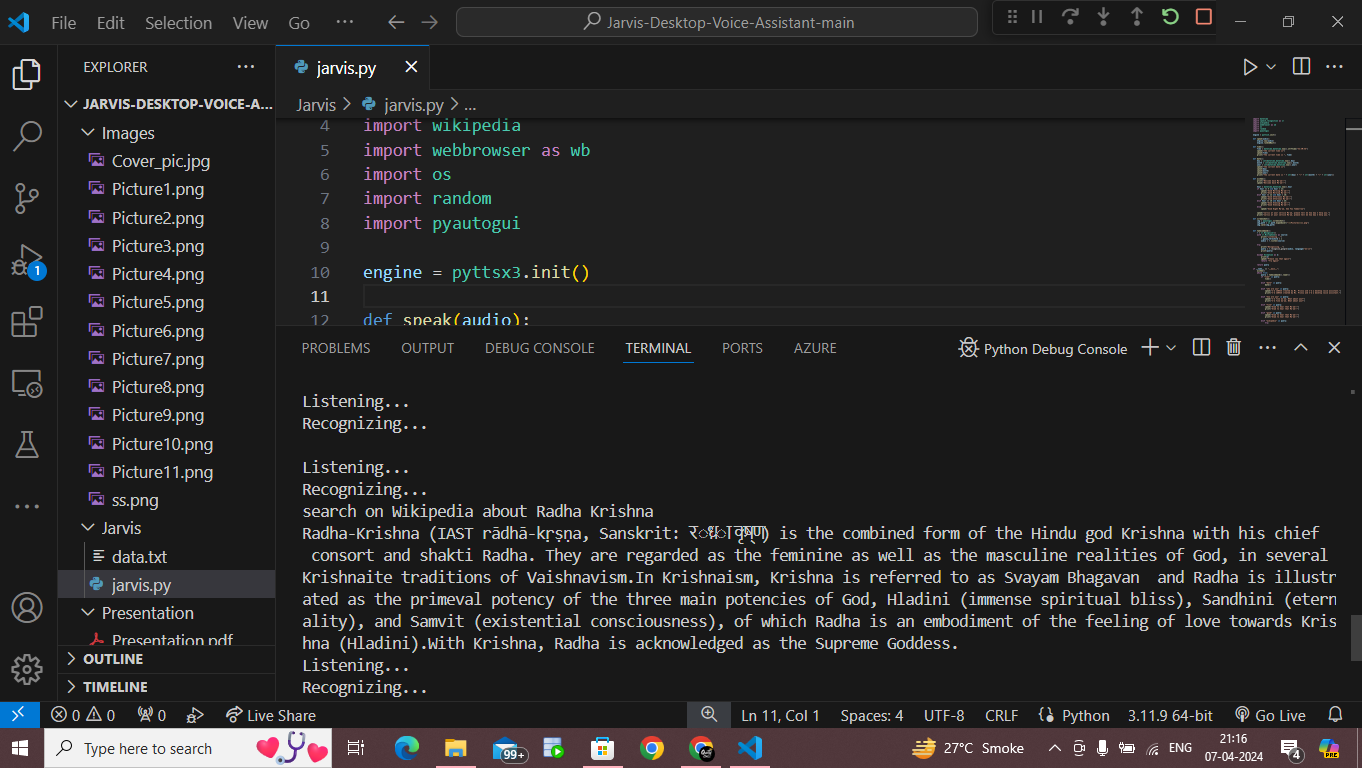 File Edit Selection View Go ··· Jarvis-Desktop-Voice-Assistant-main
EXPLORER ···
JARVIS-DESKTOP-VOICE-A...
Images
Cover_pic.jpg
Picture1.png
Picture2.png
Picture3.png
Picture4.png
Picture5.png
Picture6.png
Picture7.png
Picture8.png
Picture9.png
Picture10.png
Picture11.png
ss.png
Jarvis
data.txt
jarvis.py
Presentation
Presentation.pdf
OUTLINE
TIMELINE
1
jarvis.py
Jarvis > jarvis.py > ...
4 import wikipedia
5 import webbrowser as wb
6 import os
7 import random
8 import pyautogui
9
10 engine = pyttsx3.init()
11
12 def speak(audio):
PROBLEMS OUTPUT DEBUG CONSOLE TERMINAL PORTS AZURE Python Debug Console
Listening...
Recognizing...
Listening...
Recognizing...
search on Wikipedia about Radha Krishna
Radha-Krishna (IAST rādhā-kṛṣṇa, Sanskrit: राधाकृष्ण) is the combined form of the Hindu god Krishna with his chief
consort and shakti Radha. They are regarded as the feminine as well as the masculine realities of God, in several
Krishnaite traditions of Vaishnavism.In Krishnaism, Krishna is referred to as Svayam Bhagavan  and Radha is illustr
ated as the primeval potency of the three main potencies of God, Hladini (immense spiritual bliss), Sandhini (etern
ality), and Samvit (existential consciousness), of which Radha is an embodiment of the feeling of love towards Kris
hna (Hladini).With Krishna, Radha is acknowledged as the Supreme Goddess.
Listening...
Recognizing...
0 0 0 Live Share Ln 11, Col 1 Spaces: 4 UTF-8 CRLF Python 3.11.9 64-bit Go Live
Type here to search 99+ 27°C Smoke ENG 21:16
07-04-2024 4 PRE